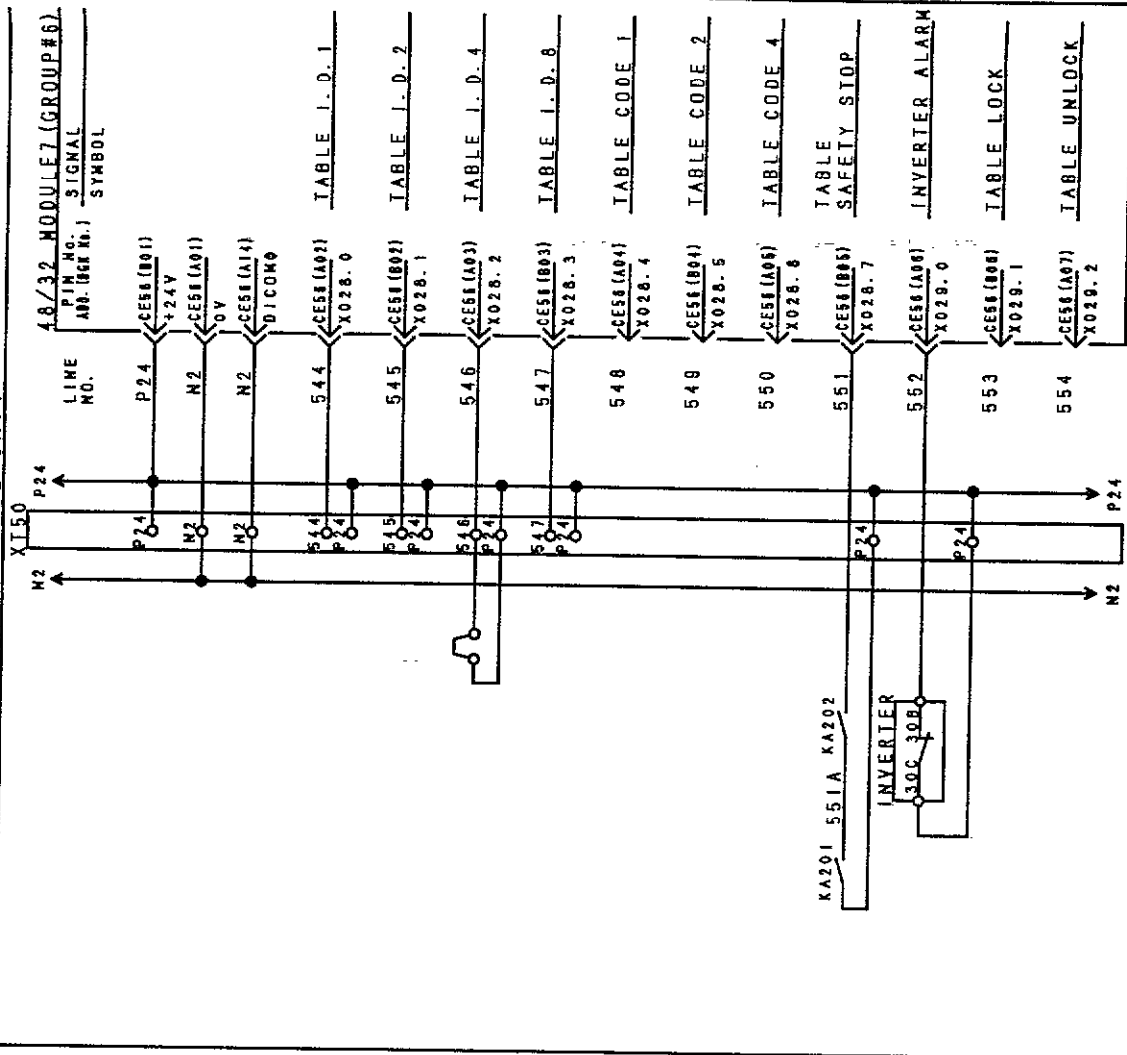 48/32 MODULE7(GROUP#6)
LINE NO.
PIN No.
ADD. (BGK No.)
SIGNAL
SYMBOL
XT50
N2
P24
P24 P24 CE56(B01)
+24V
N2 N2 CE56(A01)
0V
N2 N2 CE56(A14)
DICOM0
544 544 CE56(A02) TABLE I.D.1
P24 X028.0
545 545 CE56(B02) TABLE I.D.2
P24 X028.1
546 546 CE56(A03) TABLE I.D.4
P24 X028.2
547 547 CE56(B03) TABLE I.D.8
P24 X028.3
548 CE56(A04) TABLE CODE 1
X028.4
549 CE56(B04) TABLE CODE 2
X028.5
550 CE56(A05) TABLE CODE 4
X028.6
KA201 551A KA202 551 CE56(B05) TABLE
SAFETY STOP
P24 X028.7
INVERTER
30C 30B 552 CE56(A06) INVERTER ALARM
P24 X029.0
553 CE56(B06) TABLE LOCK
X029.1
554 CE56(A07) TABLE UNLOCK
X029.2
N2
P24